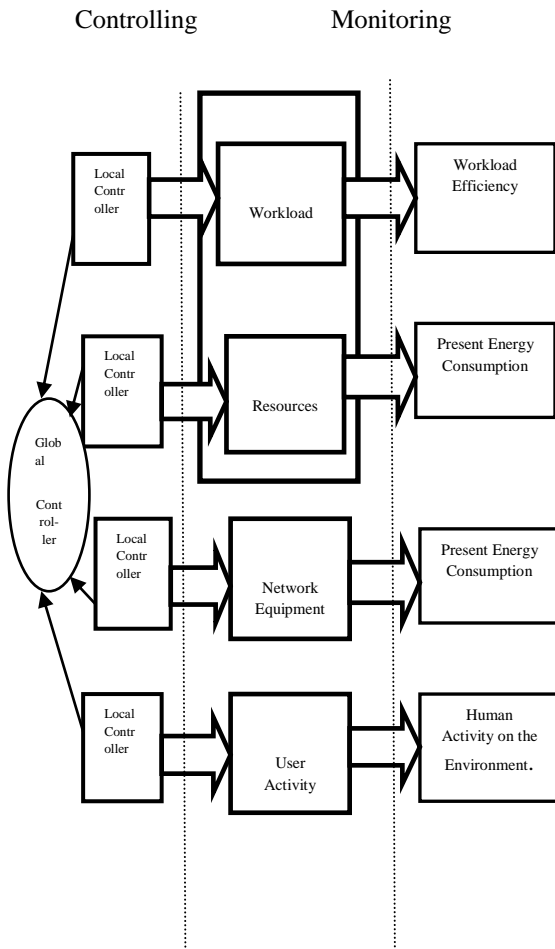 Controlling
Monitoring
Local
Contr
oller
Workload
Workload
Efficiency
Local
Contr
oller
Resources
Present Energy
Consumption
Glob
al
Cont
rol-
ller
Local
Contr
oller
Network
Equipment
Present Energy
Consumption
Local
Contr
oller
User
Activity
Human
Activity on the
Environment.